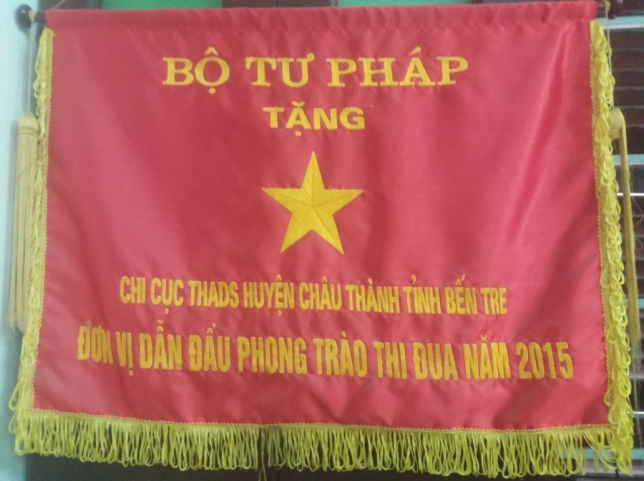 BỘ TƯ PHÁP
TẶNG
CHI CỤC THADS HUYỆN CHÂU THÀNH TỈNH BẾN TRE
ĐƠN VỊ DẪN ĐẦU PHONG TRÀO THI ĐUA NĂM 2015